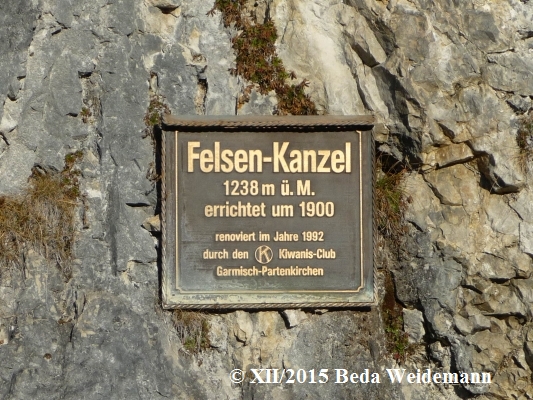 Felsen-Kanzel
1238 m ü. M.
errichtet um 1900
renoviert im Jahre 1992
durch den K Kiwanis-Club
Garmisch-Partenkirchen
© XII/2015 Beda Weidemann